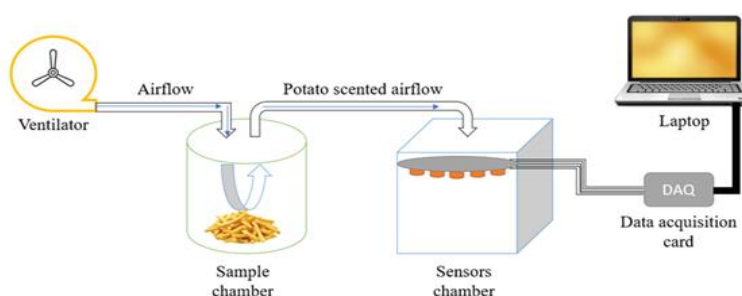 Airflow
Potato scented airflow
Ventilator
Laptop
DAQ
Data acquisition
card
Sample
chamber
Sensors
chamber